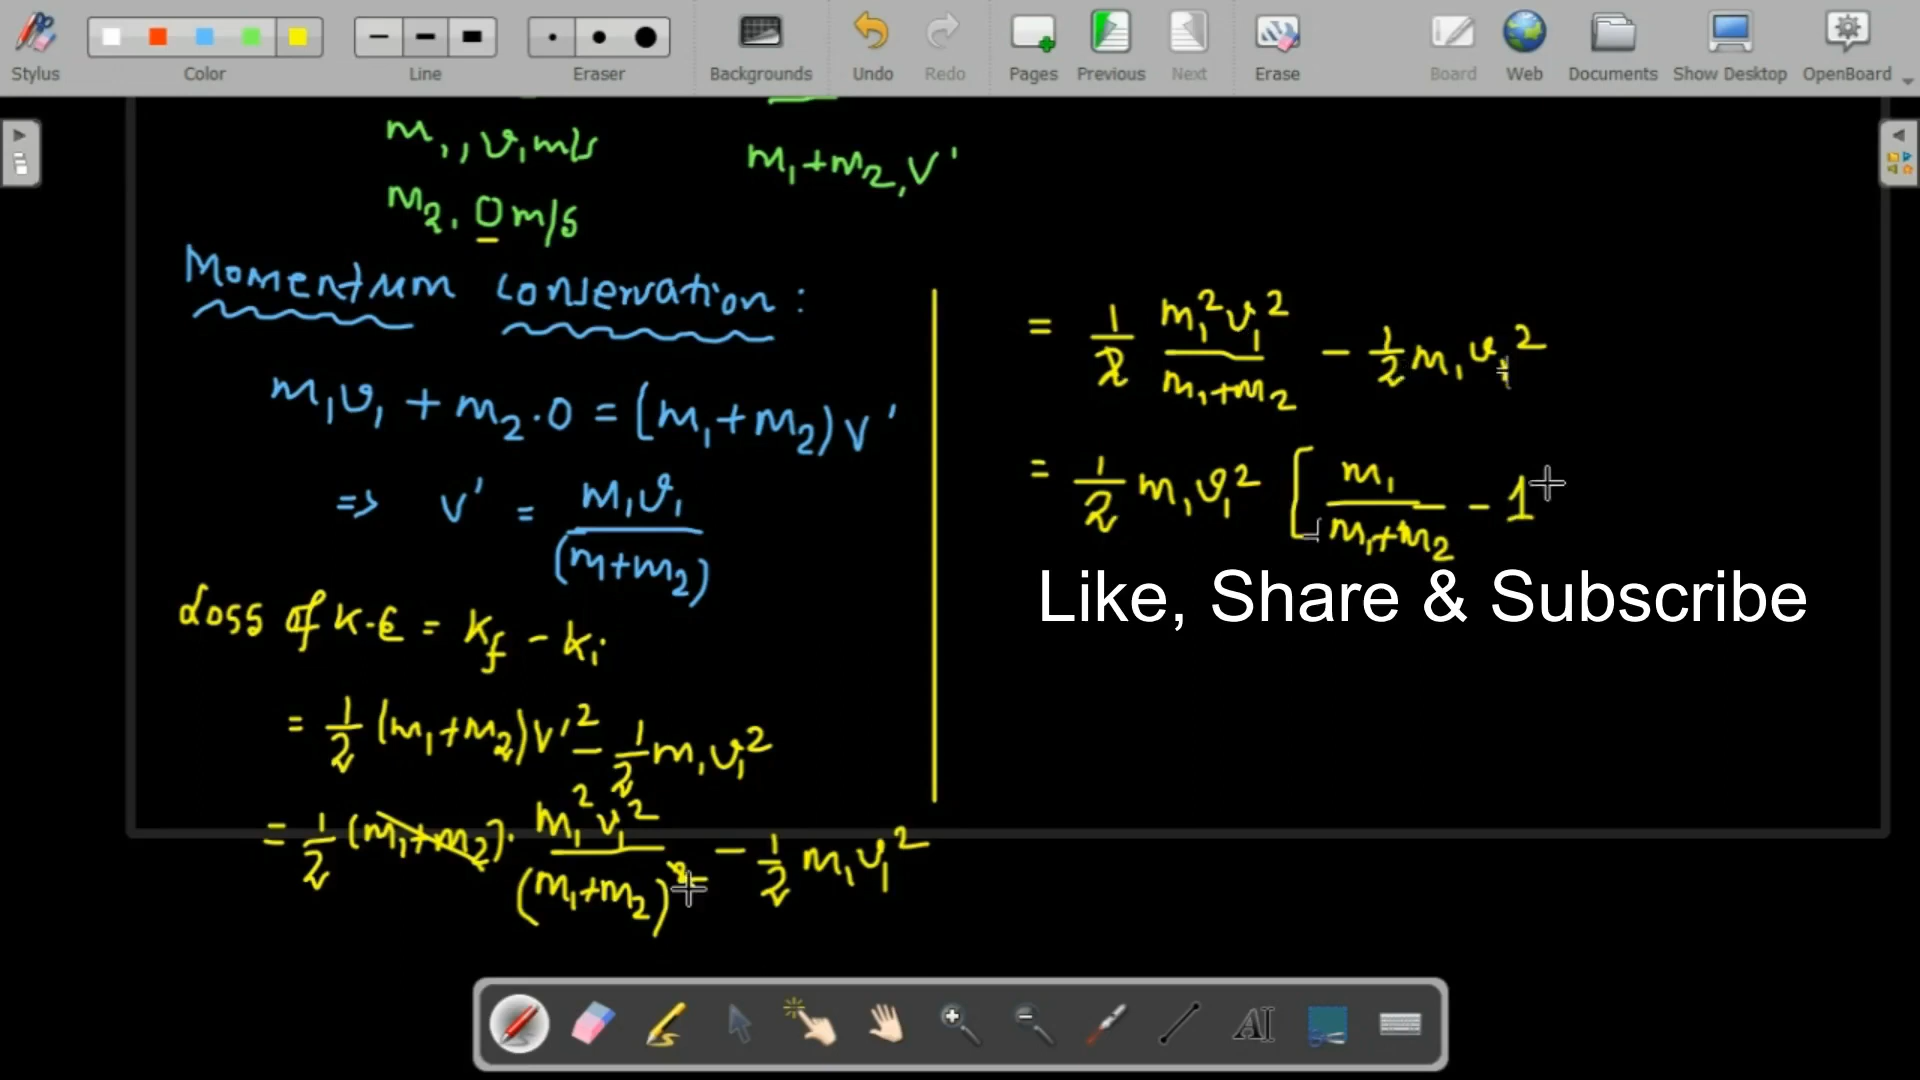 Stylus Color Line Eraser Backgrounds Undo Redo Pages Previous Next Erase Board Web Documents Show Desktop OpenBoard
m₁, v₁ m/s
m₁+m₂, v'
m₂, 0 m/s
Momentum conservation :
m₁v₁ + m₂·0 = (m₁+m₂) v'
=> v' = m₁v₁ / (m+m₂)
Loss of K.E = K_f - K_i
= 1/2 (m₁+m₂) v'² - 1/2 m₁v₁²
= 1/2 (m₁+m₂) · m₁²v₁² / (m₁+m₂)² - 1/2 m₁v₁²
= 1/2 m₁²v₁² / m₁+m₂ - 1/2 m₁v₁²
= 1/2 m₁v₁² [ m₁ / m₁+m₂ - 1
Like, Share & Subscribe